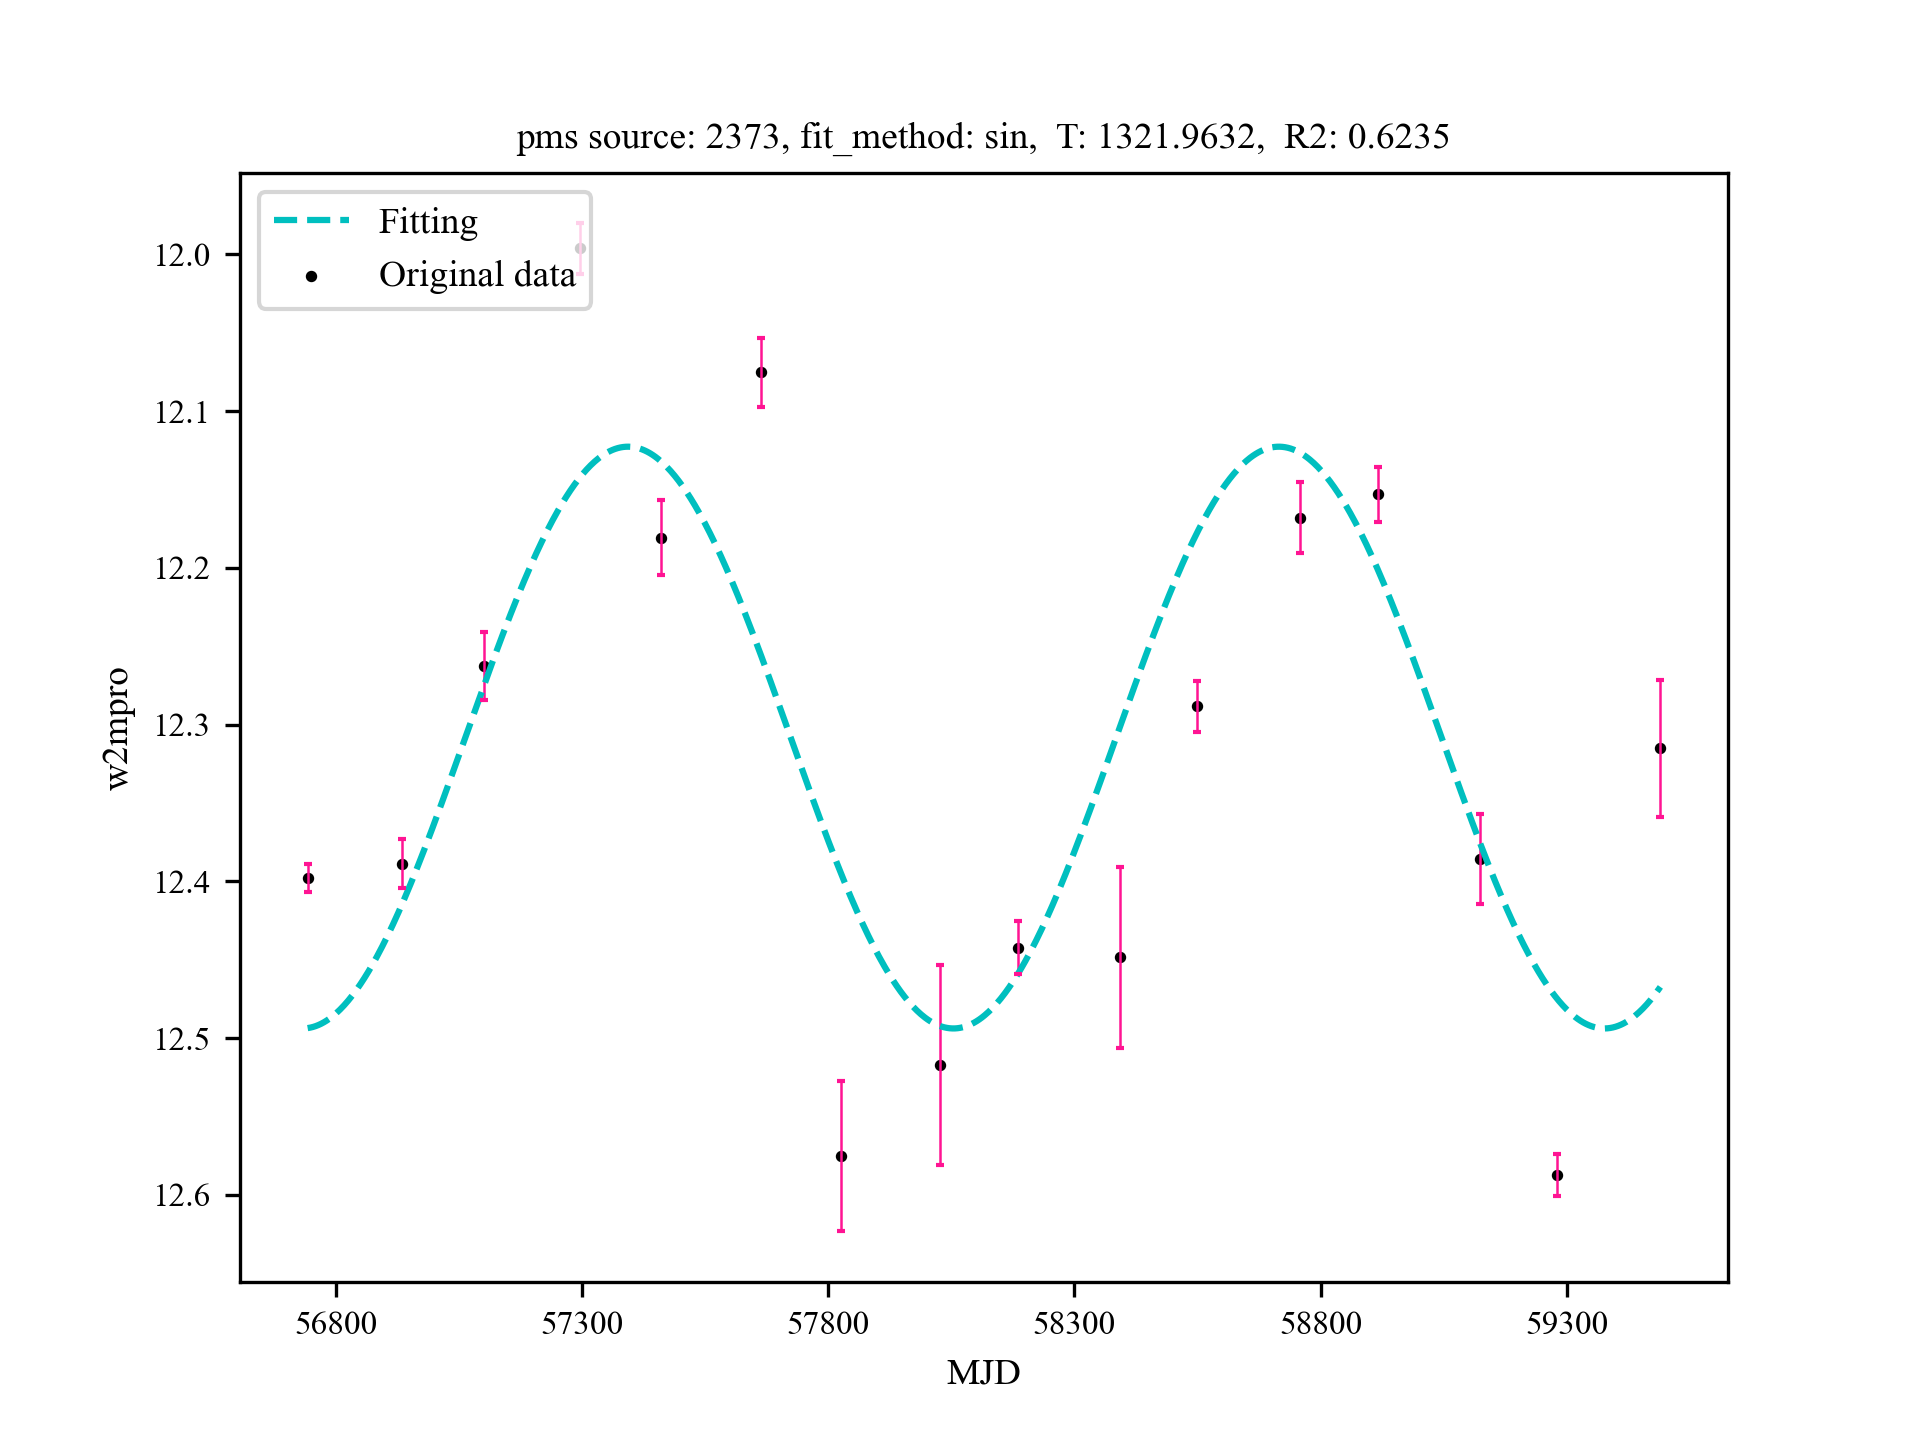 pms source: 2373, fit_method: sin,  T: 1321.9632,  R2: 0.6235
Fitting
Original data
12.0
12.1
12.2
12.3
12.4
12.5
12.6
w2mpro
56800 57300 57800 58300 58800 59300
MJD